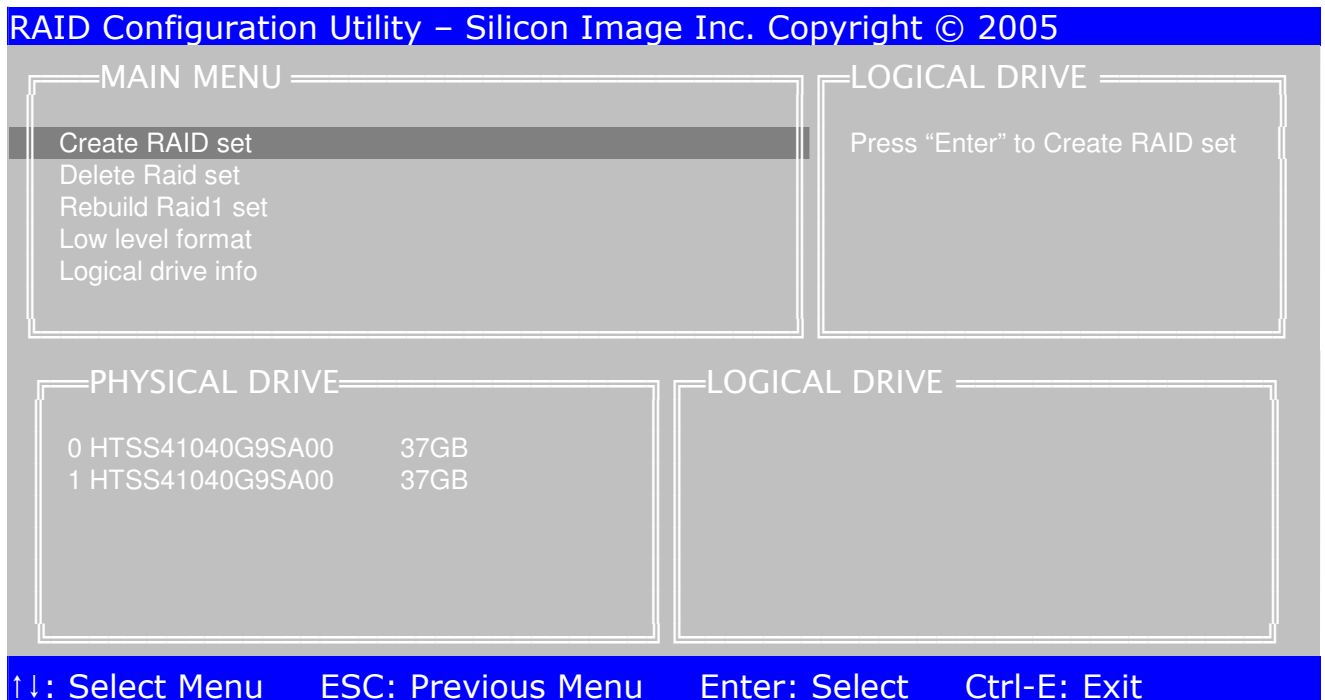 RAID Configuration Utility – Silicon Image Inc. Copyright © 2005
MAIN MENU
Create RAID set
Delete Raid set
Rebuild Raid1 set
Low level format
Logical drive info
LOGICAL DRIVE
Press “Enter” to Create RAID set
PHYSICAL DRIVE
0 HTSS41040G9SA00 37GB
1 HTSS41040G9SA00 37GB
LOGICAL DRIVE
↑↓: Select Menu ESC: Previous Menu Enter: Select Ctrl-E: Exit